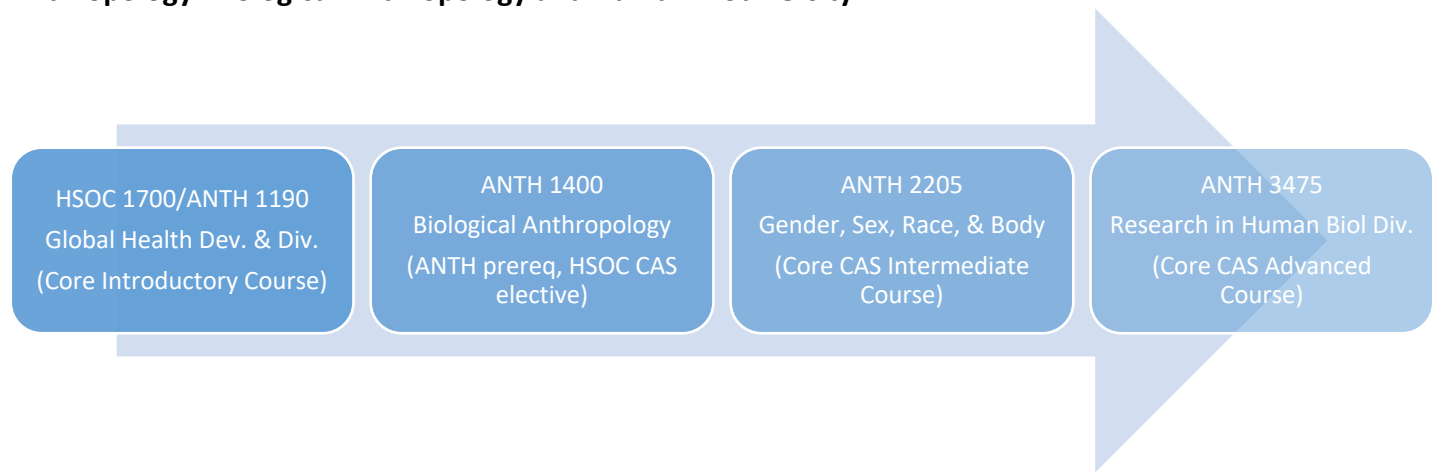 HSOC 1700/ANTH 1190
Global Health Dev. & Div.
(Core Introductory Course)
ANTH 1400
Biological Anthropology
(ANTH prereq, HSOC CAS
elective)
ANTH 2205
Gender, Sex, Race, & Body
(Core CAS Intermediate
Course)
ANTH 3475
Research in Human Biol Div.
(Core CAS Advanced
Course)